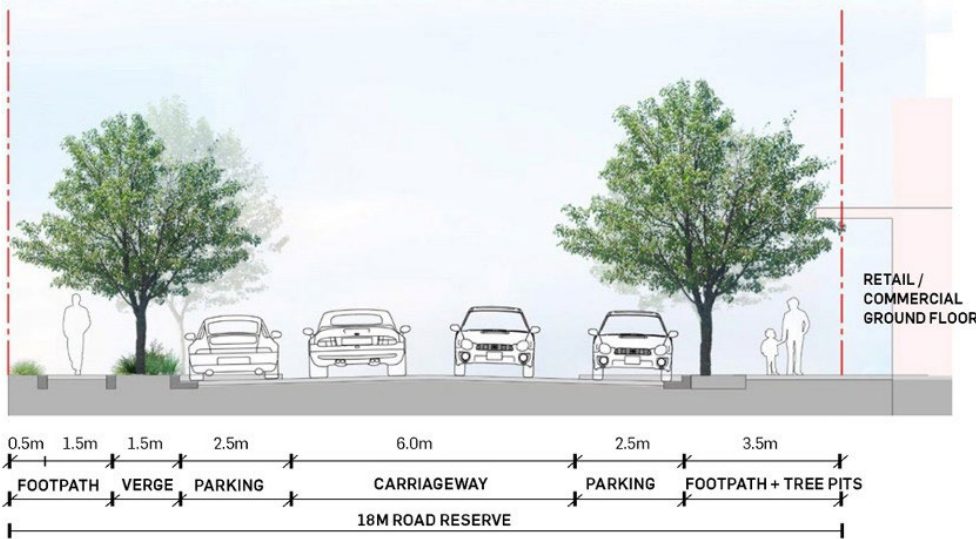 RETAIL /
COMMERCIAL
GROUND FLOOR
0.5m 1.5m 1.5m 2.5m 6.0m 2.5m 3.5m
FOOTPATH VERGE PARKING CARRIAGEWAY PARKING FOOTPATH + TREE PITS
18M ROAD RESERVE